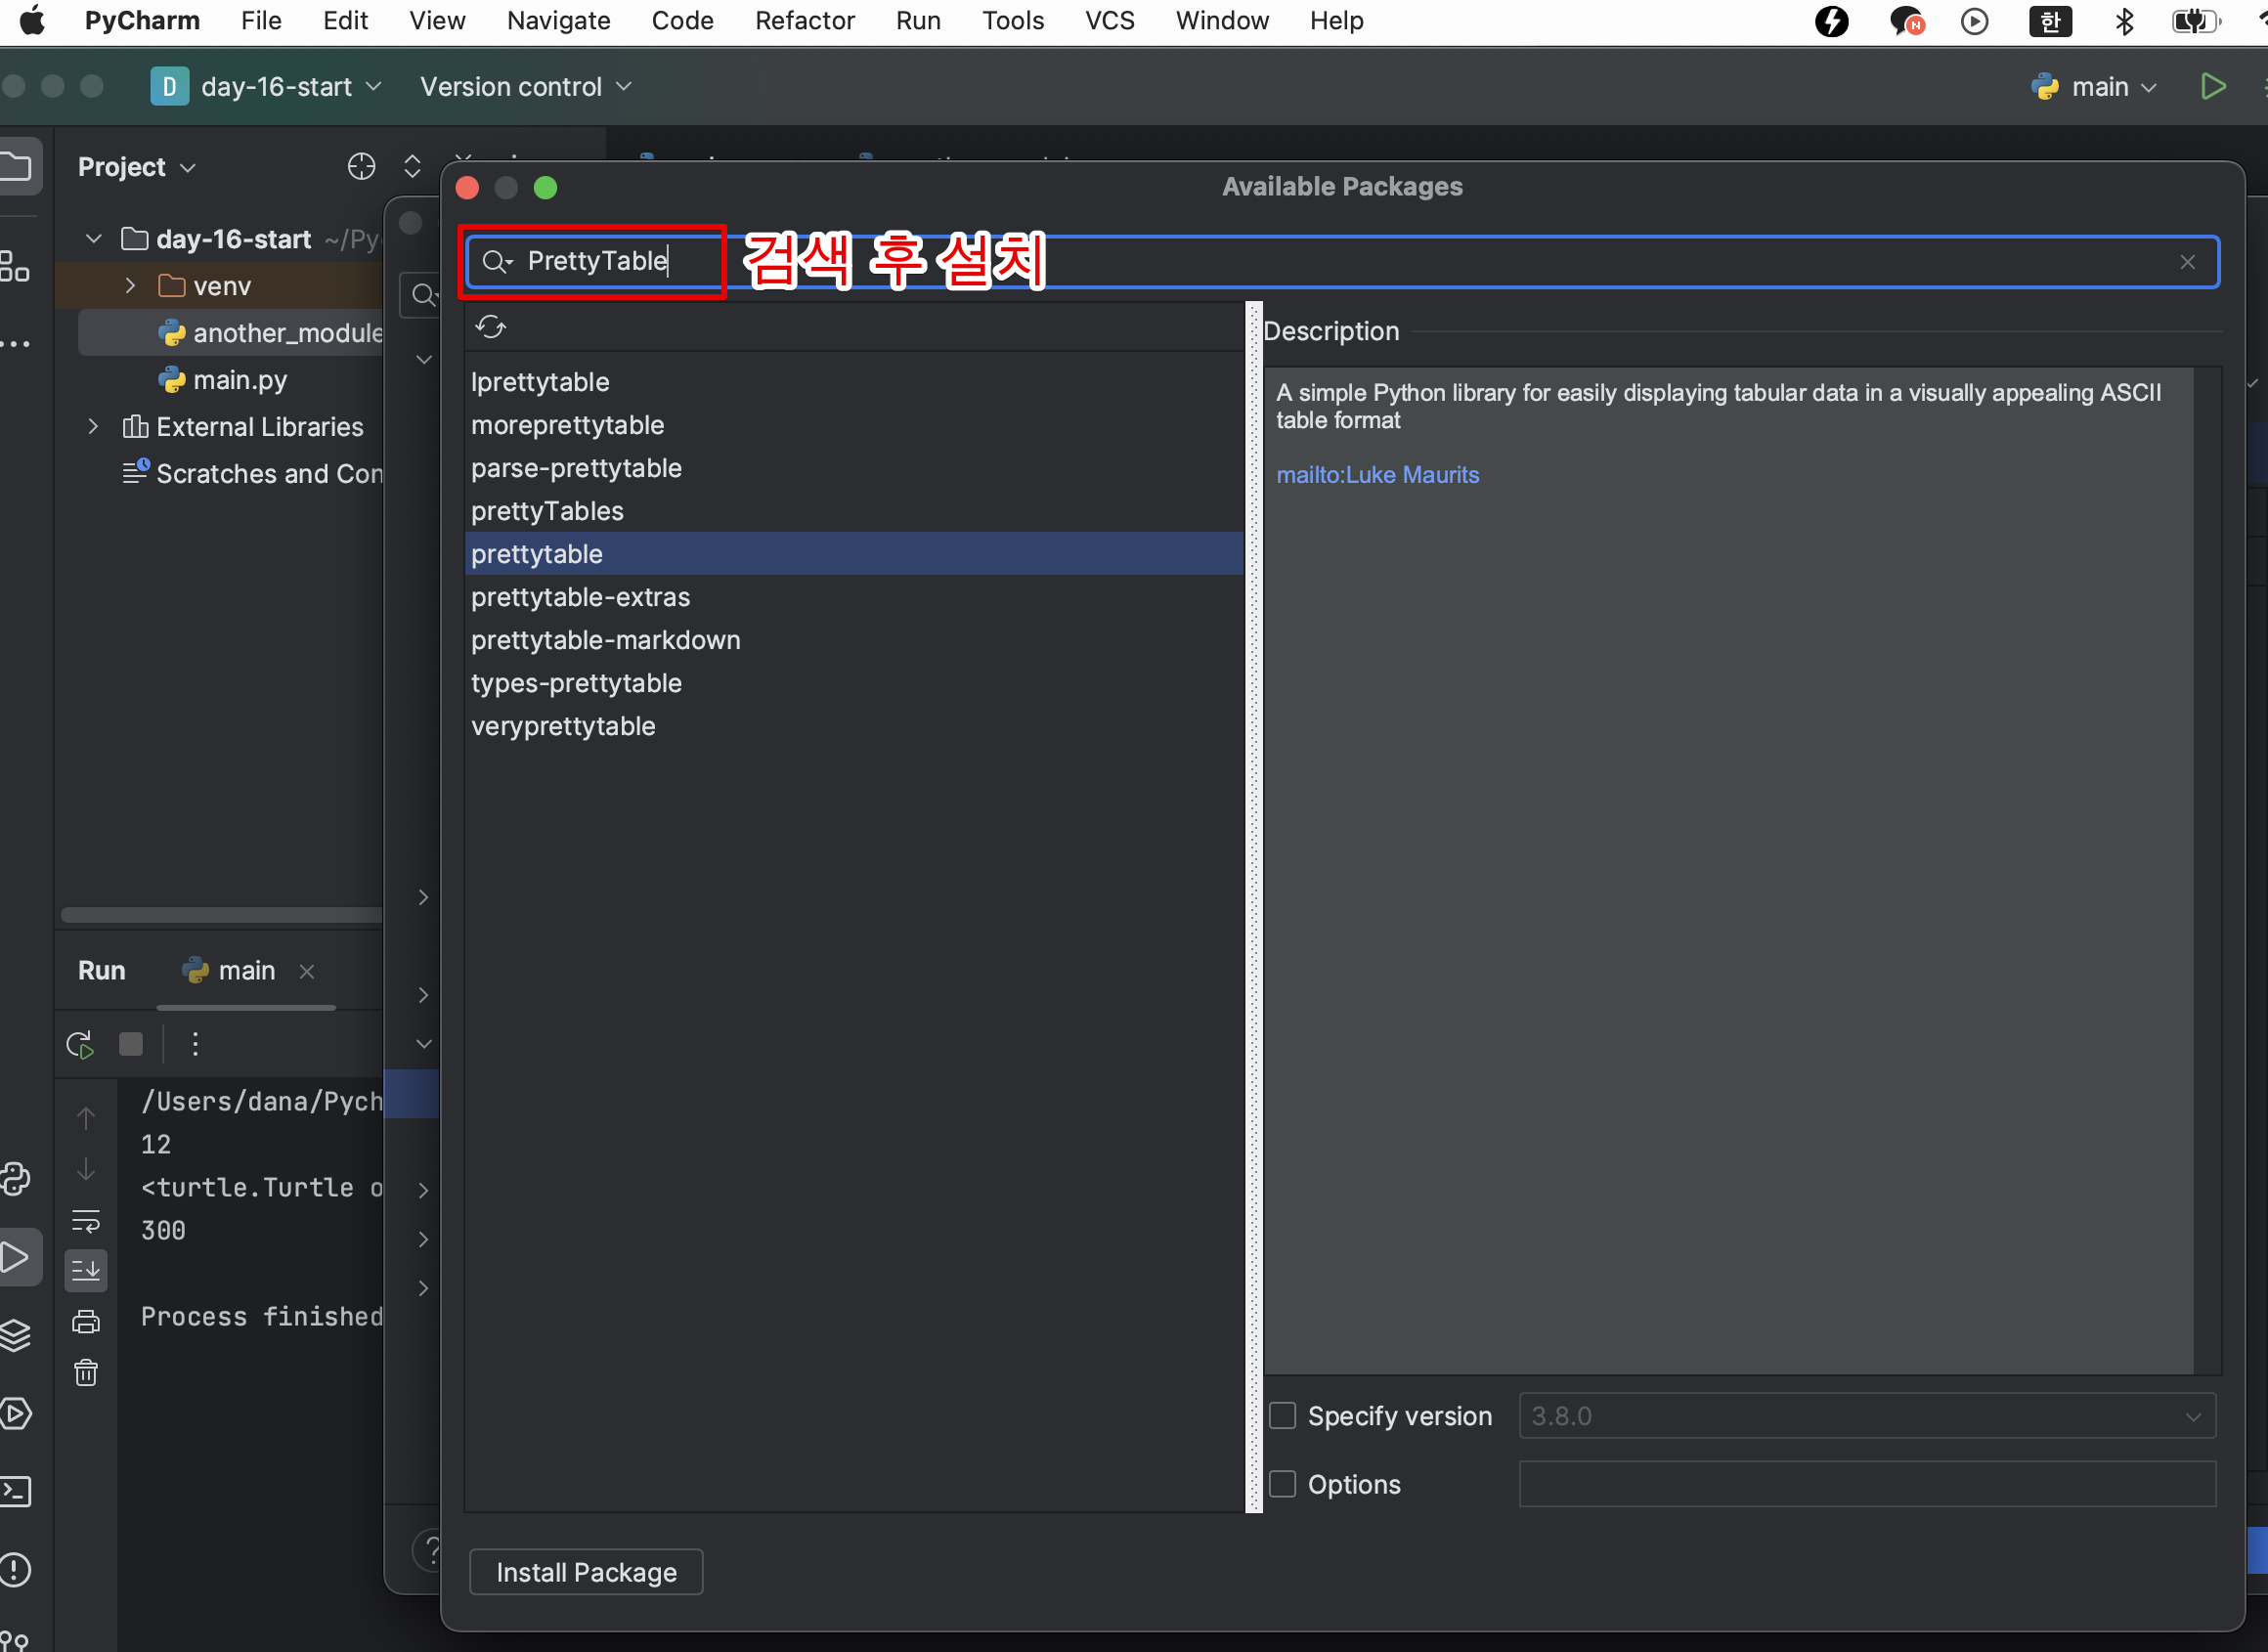 PyCharm File Edit View Navigate Code Refactor Run Tools VCS Window Help 한
D day-16-start Version control main
Project
Available Packages
day-16-start ~/Py
PrettyTable 검색 후 설치
venv
another_module
main.py
External Libraries
Scratches and Con
lprettytable
moreprettytable
parse-prettytable
prettyTables
prettytable
prettytable-extras
prettytable-markdown
types-prettytable
veryprettytable
Description
A simple Python library for easily displaying tabular data in a visually appealing ASCII
table format
mailto:Luke Maurits
Specify version 3.8.0
Options
Install Package
Run main
/Users/dana/Pych
12
<turtle.Turtle o
300
Process finished